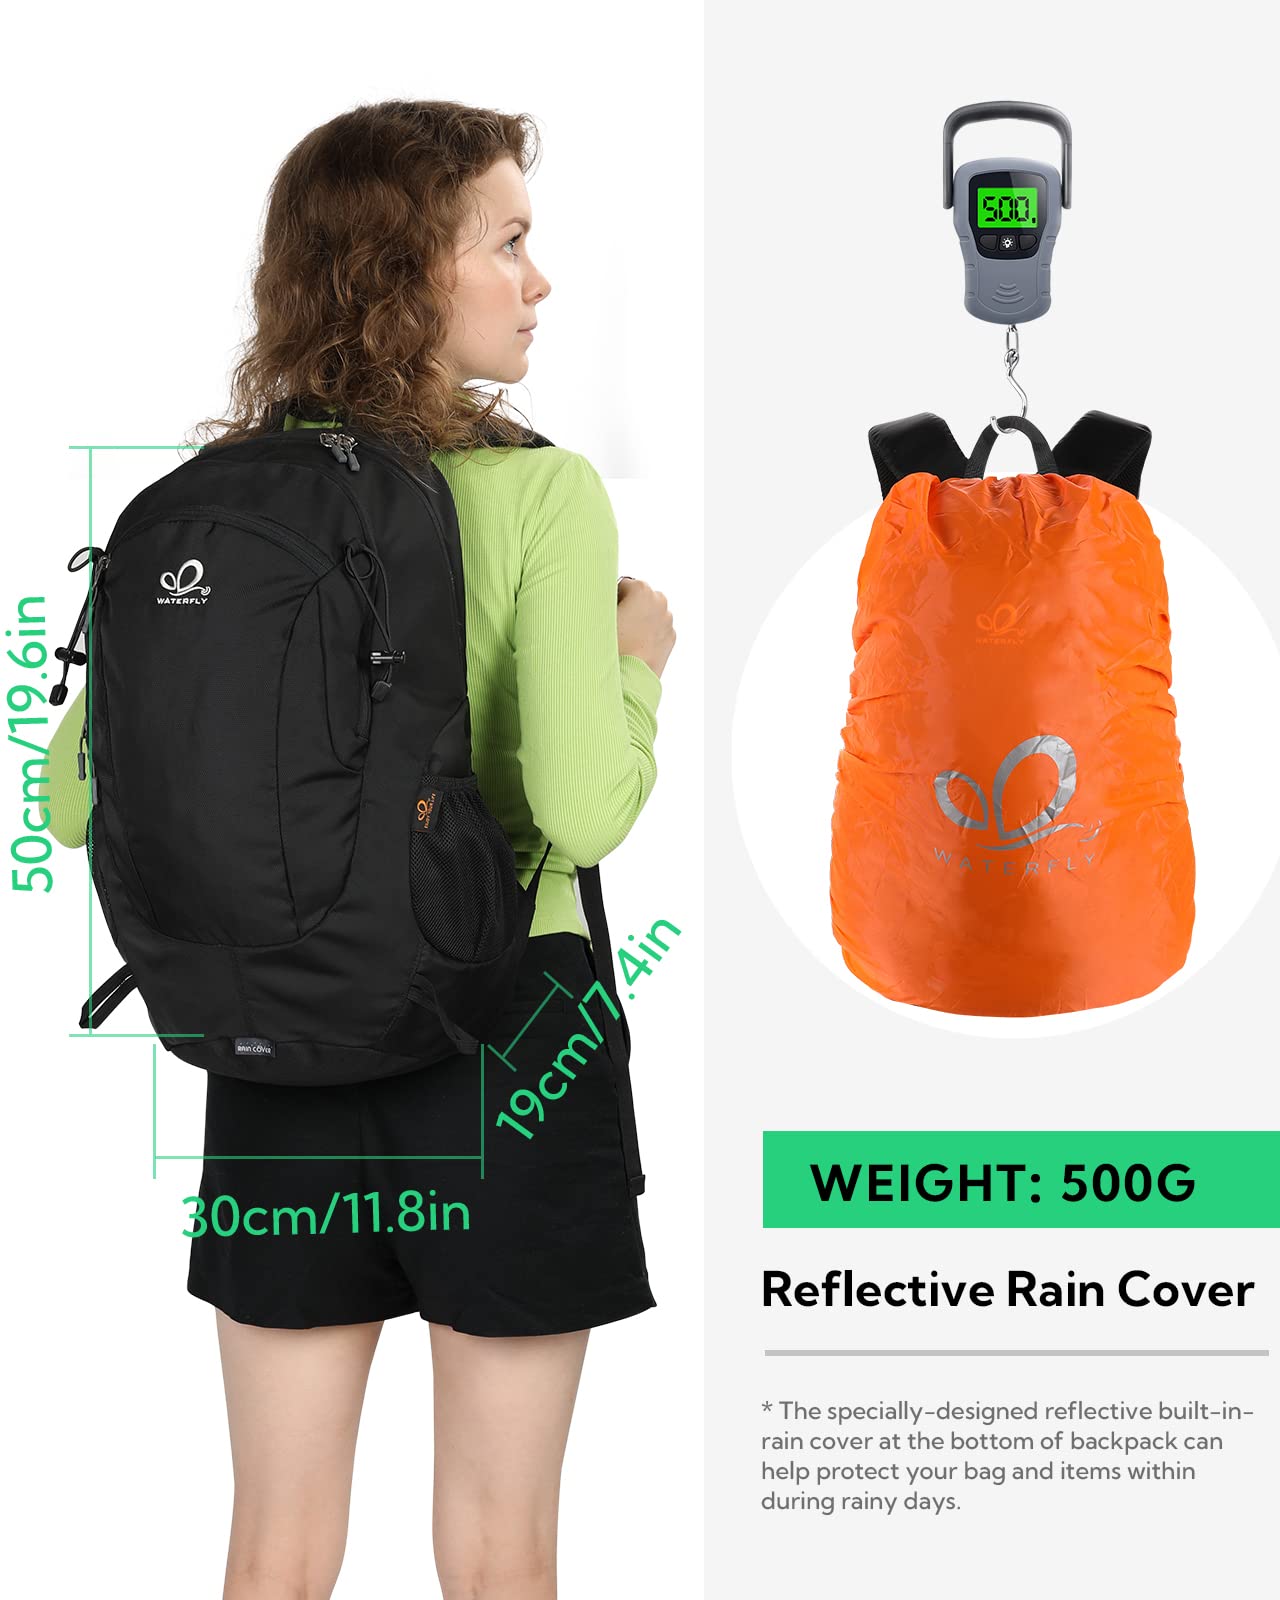 WATERFLY
50cm/19.6in
RAIN COVER
30cm/11.8in
19cm/7.4in
500.
WATERFLY
WATERFLY
WEIGHT: 500G
Reflective Rain Cover
* The specially-designed reflective built-in-
rain cover at the bottom of backpack can
help protect your bag and items within
during rainy days.